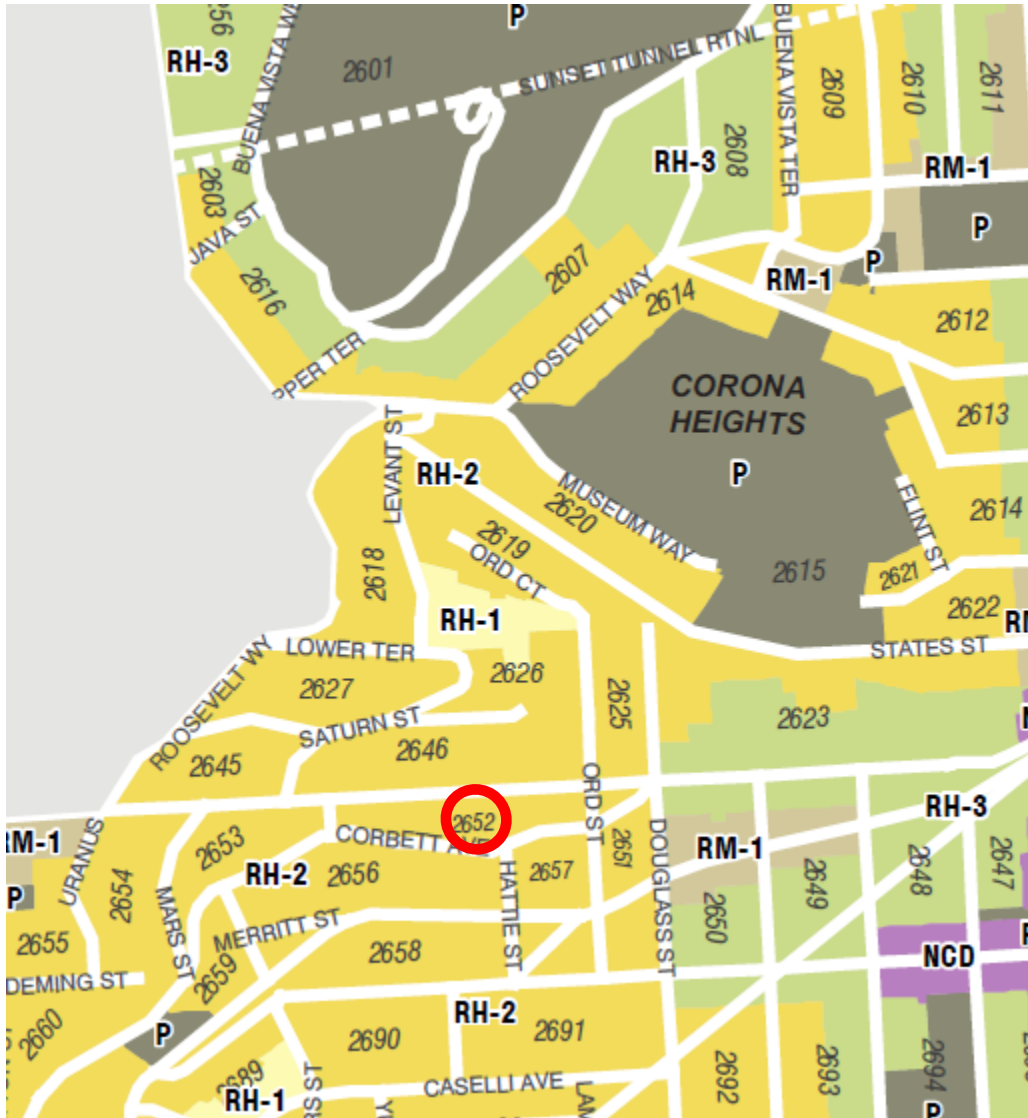 256
P
RH-3
BUENA VISTA WE
2601
SUNSET TUNNEL RTNL
BUENA VISTA TER
2609
2610
2611
2603
RH-3
2608
RM-1
JAVA ST
P
2616
2607
RM-1
P
ROOSEVELT WAY
2614
2612
PPER TER
CORONA
HEIGHTS
2613
LEVANT ST
RH-2
P
MUSEUM WAY
2620
FLINT ST
2614
2619
ORD CT
2618
2615
2621
2622
RH-1
STATES ST
LOWER TER
2626
2627
2625
ROOSEVELT WY
SATURN ST
2623
2646
2645
ORD ST
2652
RH-3
RM-1
URANUS
2653
CORBETT AVE
2651
DOUGLASS ST
RM-1
2647
2648
2649
2654
RH-2
2656
HATTIE ST
2657
P
MARS ST
2650
2655
MERRITT ST
2658
NCD
DEMING ST
2659
RH-2
2660
P
2690
2691
2692
2693
2694
2689
RH-1
RS ST
CASELLI AVE
LAM
P